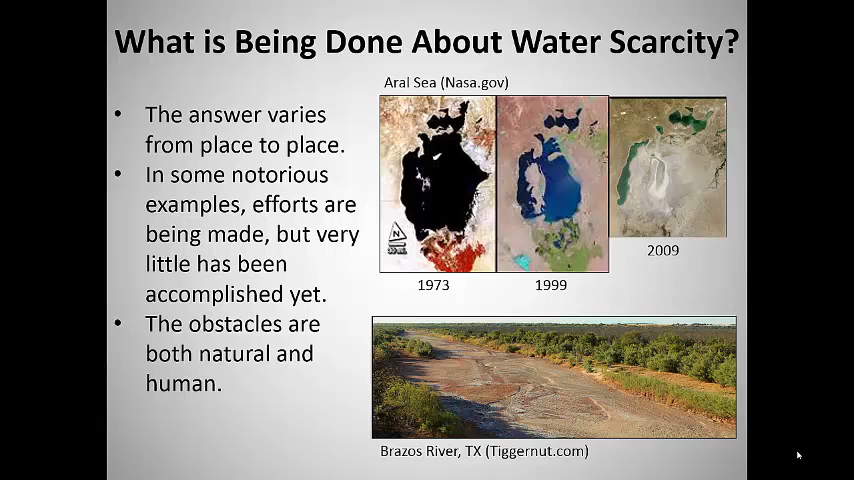 What is Being Done About Water Scarcity?
Aral Sea (Nasa.gov)
• The answer varies
from place to place.
• In some notorious
examples, efforts are
being made, but very
little has been
accomplished yet.
• The obstacles are
both natural and
human.
N
1973
1999
2009
Brazos River, TX (Tiggernut.com)